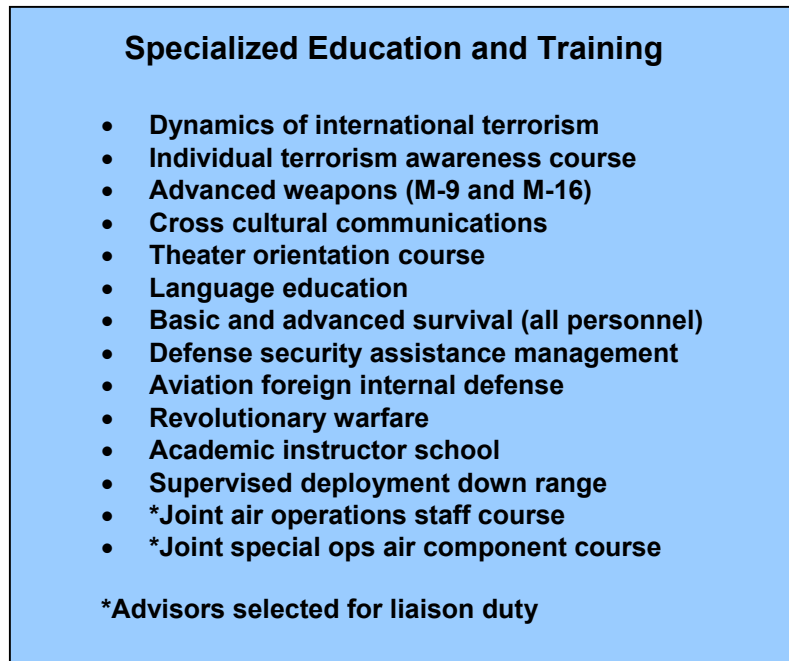 Specialized Education and Training
• Dynamics of international terrorism
• Individual terrorism awareness course
• Advanced weapons (M-9 and M-16)
• Cross cultural communications
• Theater orientation course
• Language education
• Basic and advanced survival (all personnel)
• Defense security assistance management
• Aviation foreign internal defense
• Revolutionary warfare
• Academic instructor school
• Supervised deployment down range
• *Joint air operations staff course
• *Joint special ops air component course
*Advisors selected for liaison duty